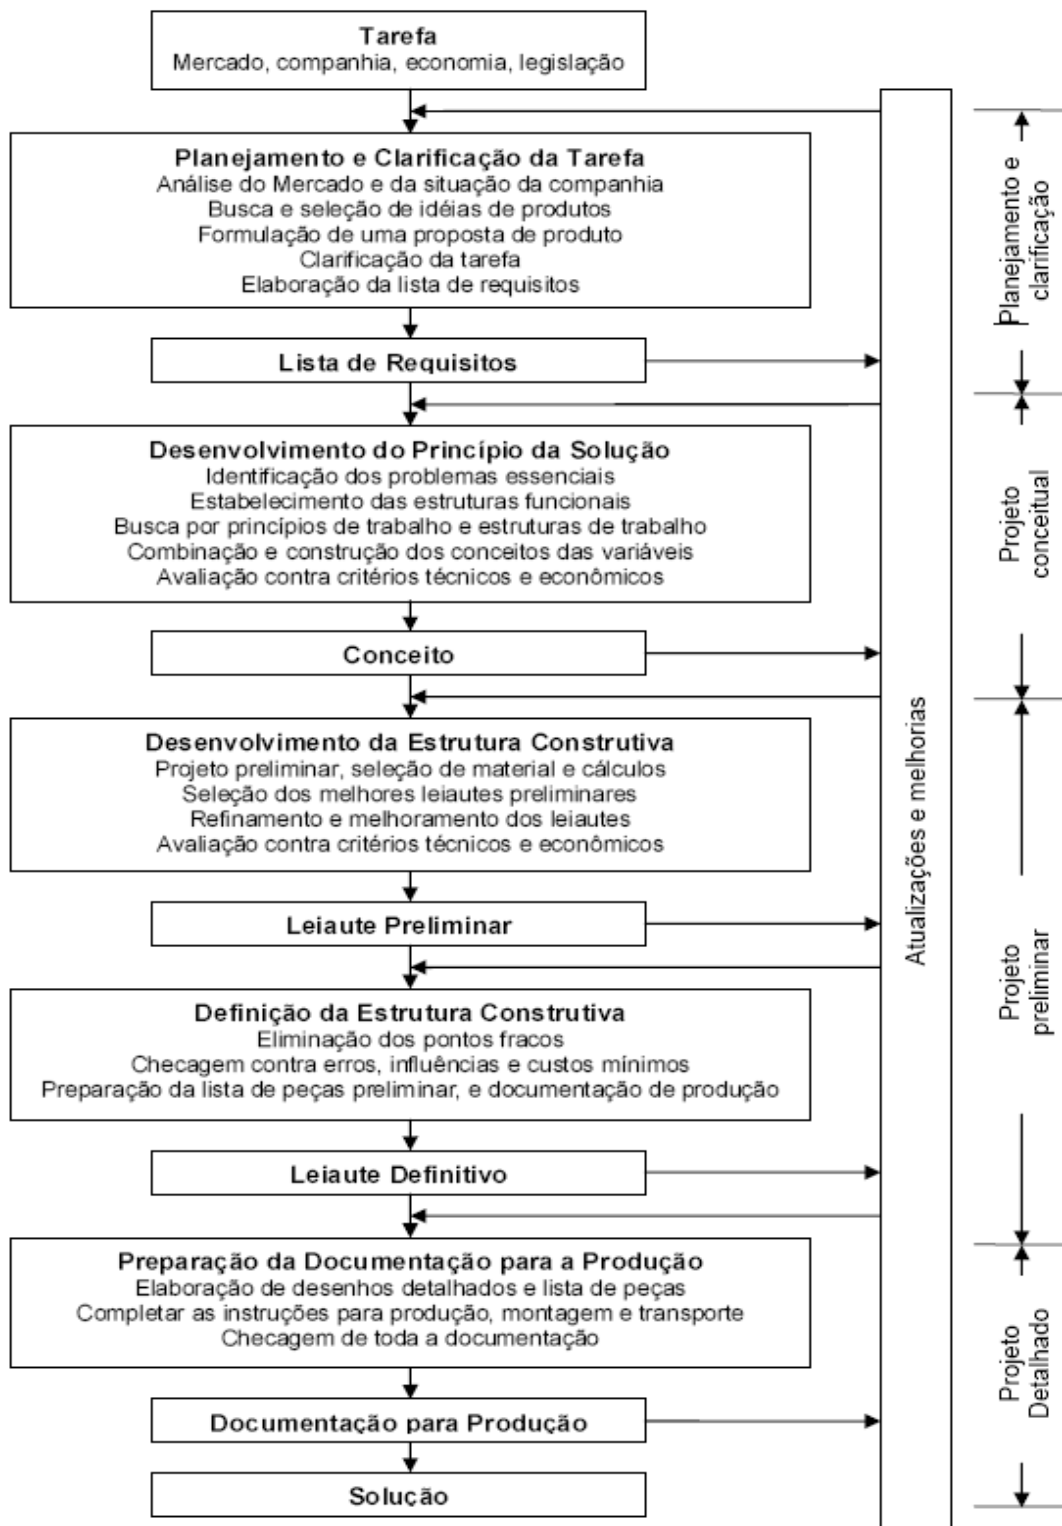 Tarefa
Mercado, companhia, economia, legislação
Planejamento e Clarificação da Tarefa
Análise do Mercado e da situação da companhia
Busca e seleção de idéias de produtos
Formulação de uma proposta de produto
Clarificação da tarefa
Elaboração da lista de requisitos
Lista de Requisitos
Desenvolvimento do Princípio da Solução
Identificação dos problemas essenciais
Estabelecimento das estruturas funcionais
Busca por princípios de trabalho e estruturas de trabalho
Combinação e construção dos conceitos das variáveis
Avaliação contra critérios técnicos e econômicos
Conceito
Desenvolvimento da Estrutura Construtiva
Projeto preliminar, seleção de material e cálculos
Seleção dos melhores leiautes preliminares
Refinamento e melhoramento dos leiautes
Avaliação contra critérios técnicos e econômicos
Leiaute Preliminar
Definição da Estrutura Construtiva
Eliminação dos pontos fracos
Checagem contra erros, influências e custos mínimos
Preparação da lista de peças preliminar, e documentação de produção
Leiaute Definitivo
Preparação da Documentação para a Produção
Elaboração de desenhos detalhados e lista de peças
Completar as instruções para produção, montagem e transporte
Checagem de toda a documentação
Documentação para Produção
Solução
Atualizações e melhorias
Planejamento e
clarificação
Projeto
conceitual
Projeto
preliminar
Projeto
Detalhado